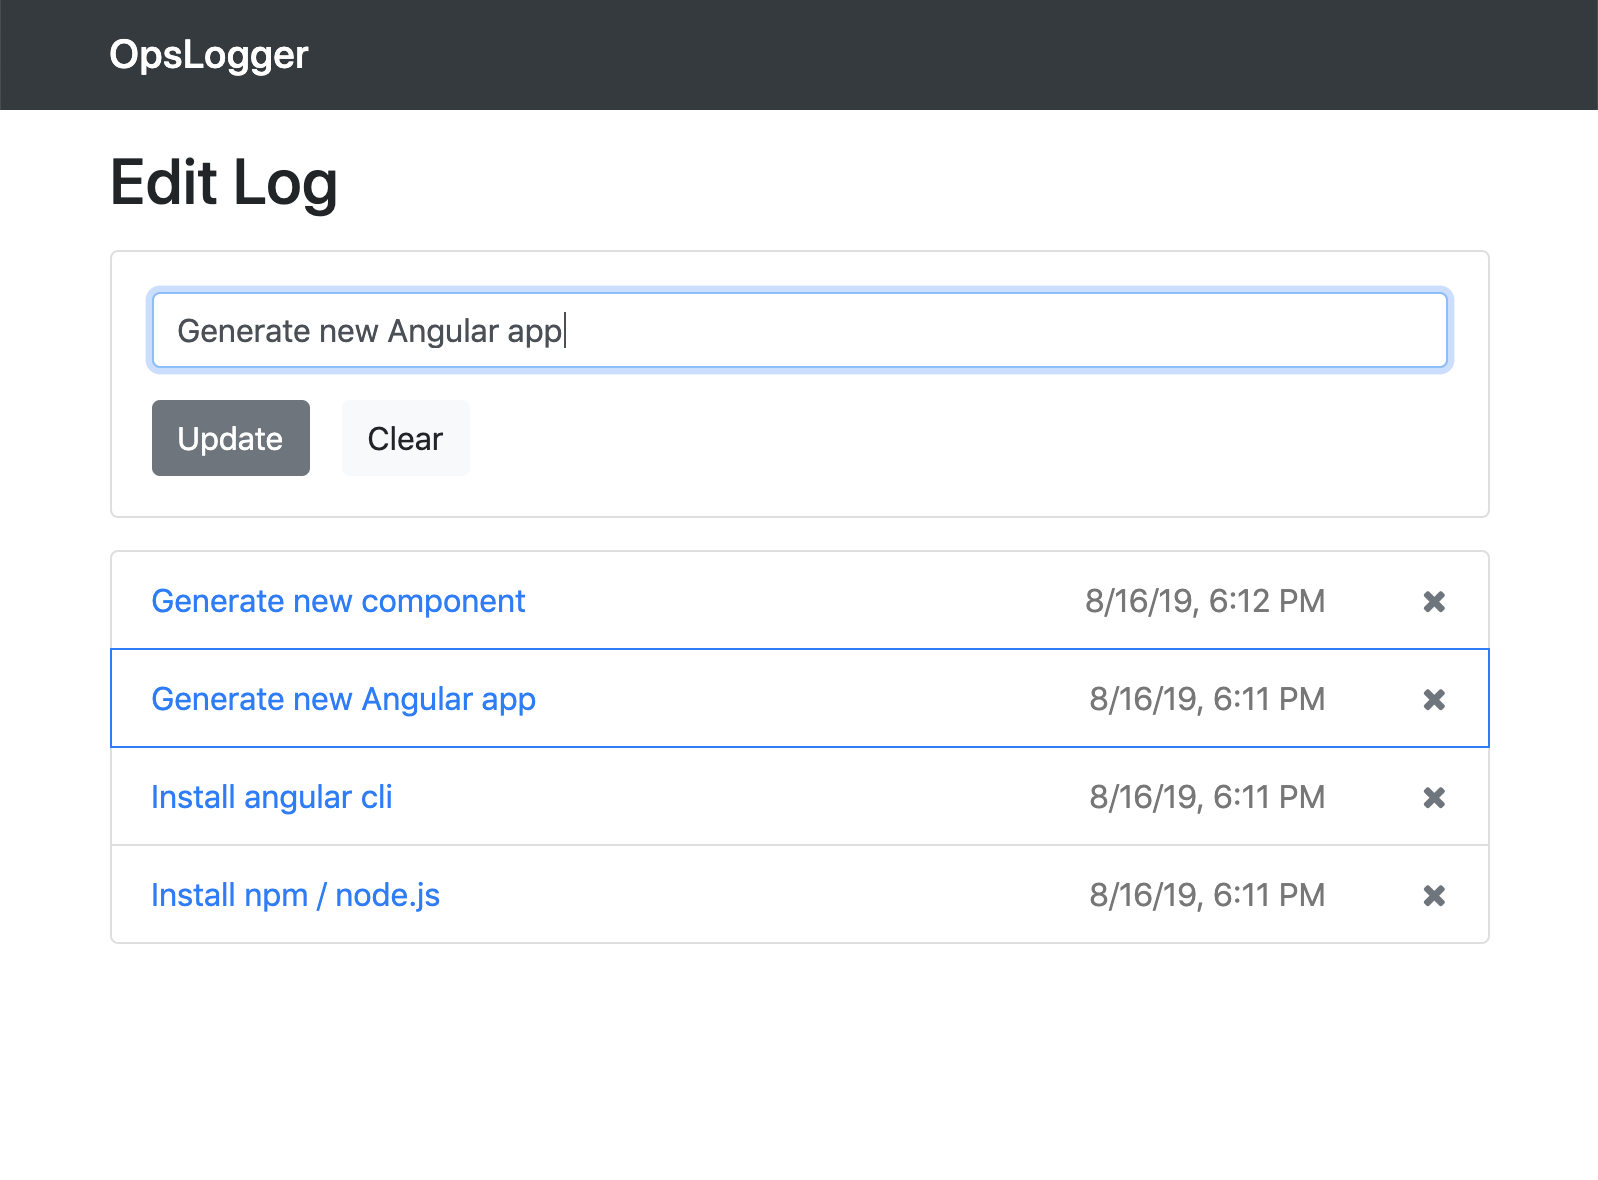 OpsLogger
Edit Log
Generate new Angular app
Update Clear
Generate new component 8/16/19, 6:12 PM
Generate new Angular app 8/16/19, 6:11 PM
Install angular cli 8/16/19, 6:11 PM
Install npm / node.js 8/16/19, 6:11 PM